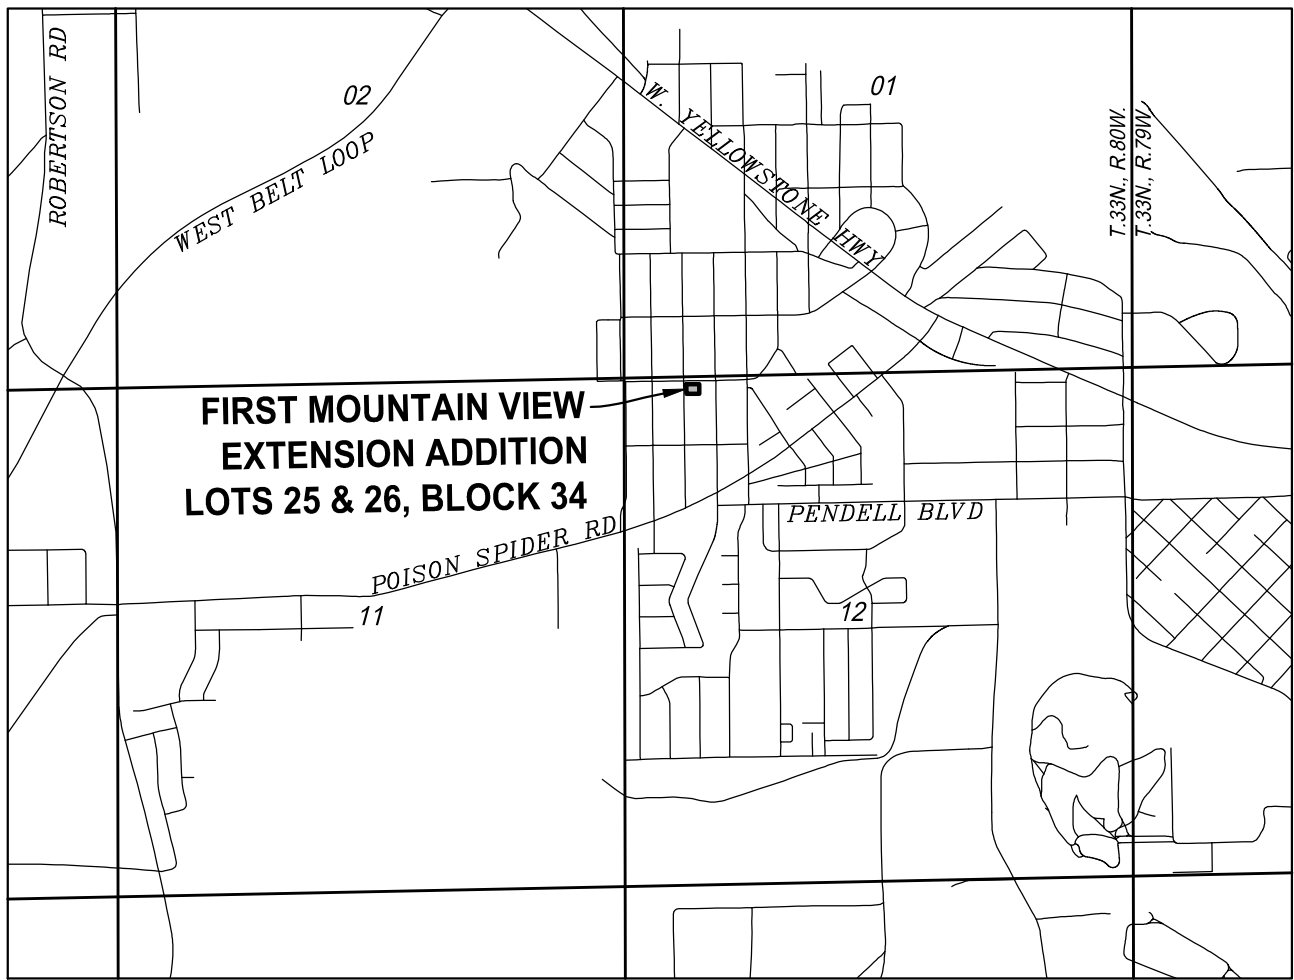 ROBERTSON RD
02
WEST BELT LOOP
W. YELLOWSTONE HWY
01
T.33N., R.80W.
T.33N., R.79W.
FIRST MOUNTAIN VIEW
EXTENSION ADDITION
LOTS 25 & 26, BLOCK 34
PENDELL BLVD
POISON SPIDER RD
11
12